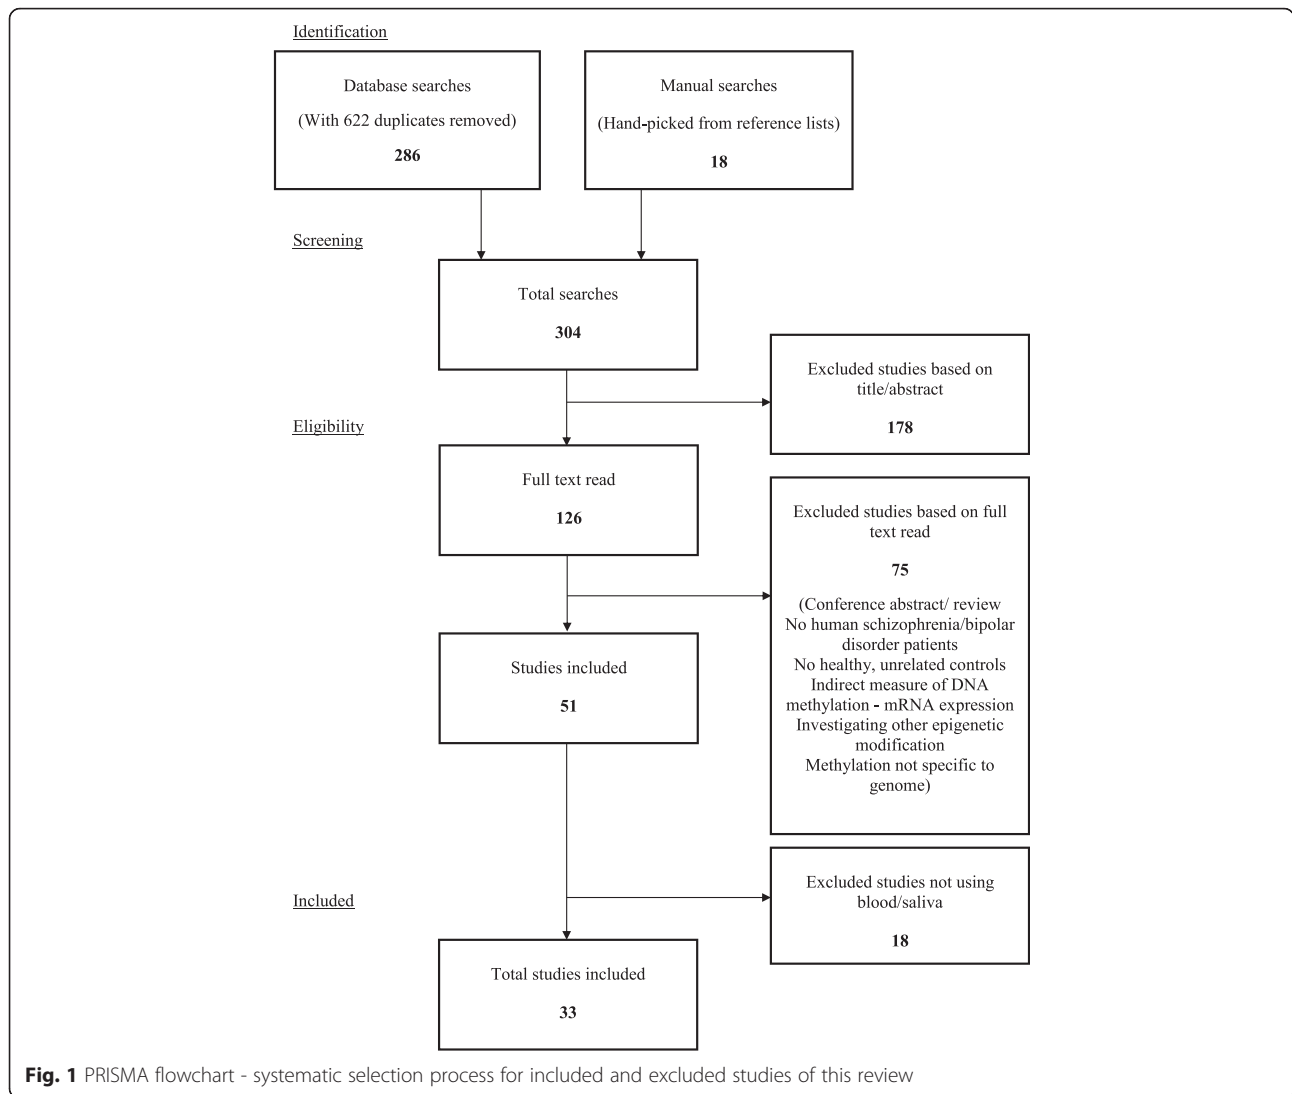 Identification
Database searches
(With 622 duplicates removed)
286
Manual searches
(Hand-picked from reference lists)
18
Screening
Total searches
304
Excluded studies based on
title/abstract
178
Eligibility
Full text read
126
Excluded studies based on full
text read
75
(Conference abstract/ review
No human schizophrenia/bipolar
disorder patients
No healthy, unrelated controls
Indirect measure of DNA
methylation - mRNA expression
Investigating other epigenetic
modification
Methylation not specific to
genome)
Studies included
51
Included
Excluded studies not using
blood/saliva
18
Total studies included
33
Fig. 1 PRISMA flowchart - systematic selection process for included and excluded studies of this review